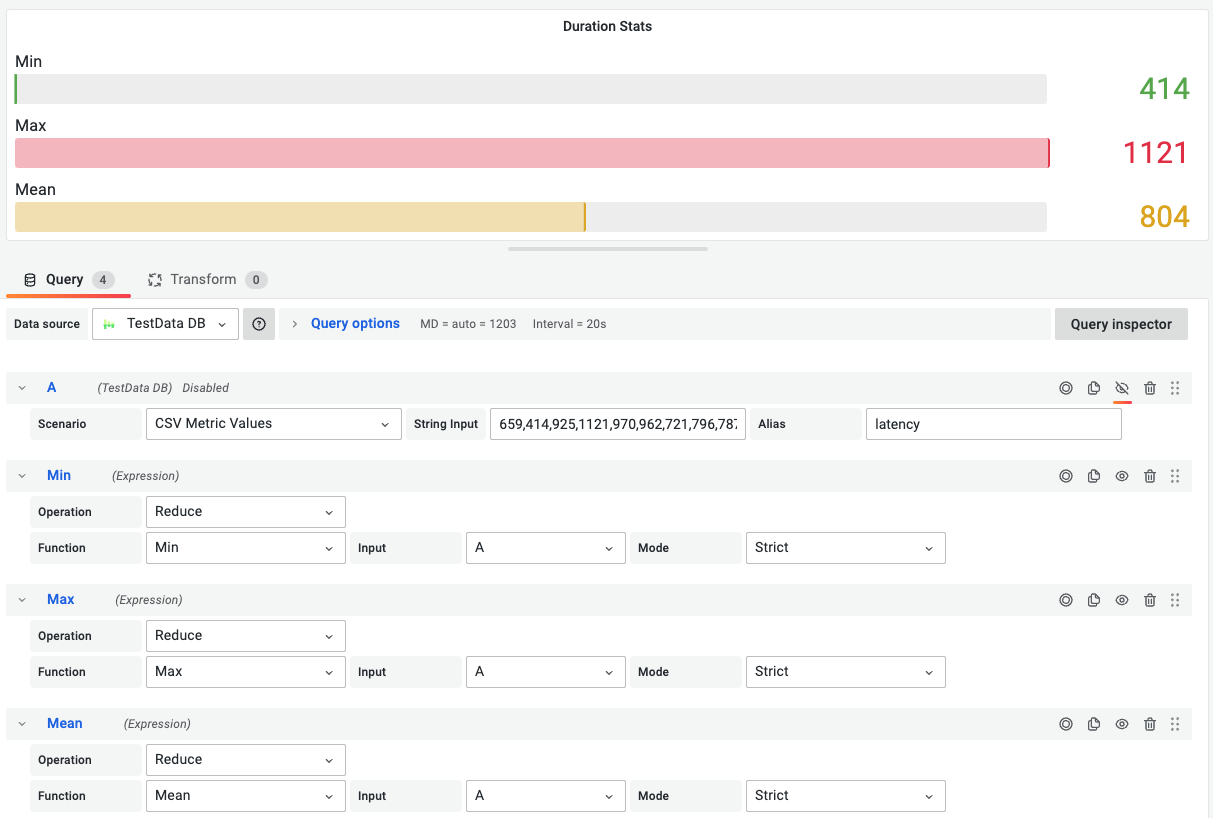 Duration Stats
Min
414
Max
1121
Mean
804
Query 4 Transform 0
Data source TestData DB Query options MD = auto = 1203 Interval = 20s Query inspector
A (TestData DB) Disabled
Scenario CSV Metric Values String Input 659,414,925,1121,970,962,721,796,787 Alias latency
Min (Expression)
Operation Reduce
Function Min Input A Mode Strict
Max (Expression)
Operation Reduce
Function Max Input A Mode Strict
Mean (Expression)
Operation Reduce
Function Mean Input A Mode Strict